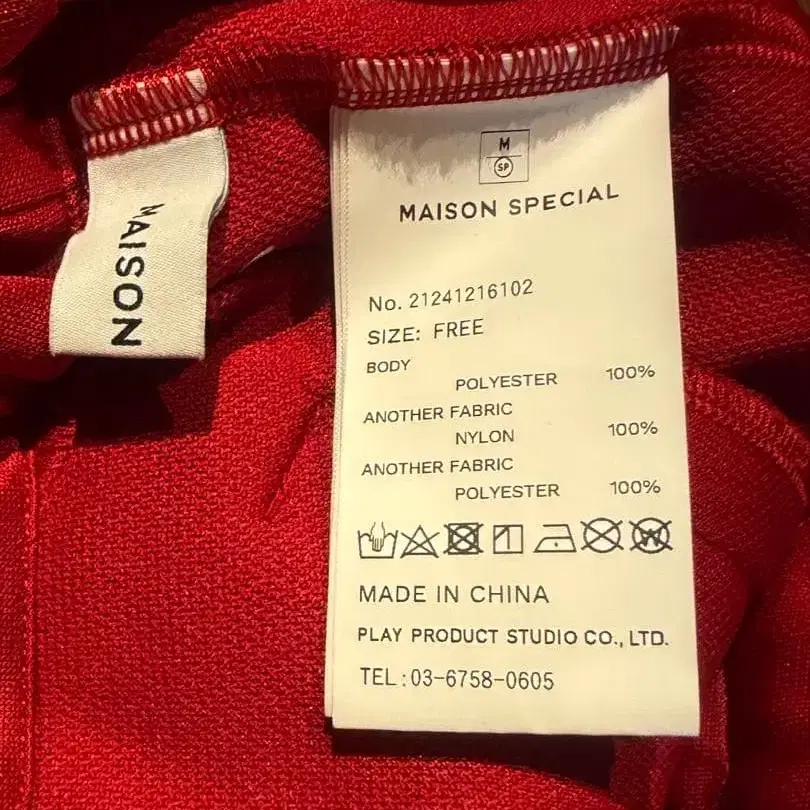 MAISON
M
SP
MAISON SPECIAL
No. 21241216102
SIZE: FREE
BODY
POLYESTER 100%
ANOTHER FABRIC
NYLON 100%
ANOTHER FABRIC
POLYESTER 100%
W
MADE IN CHINA
PLAY PRODUCT STUDIO CO., LTD.
TEL:03-6758-0605